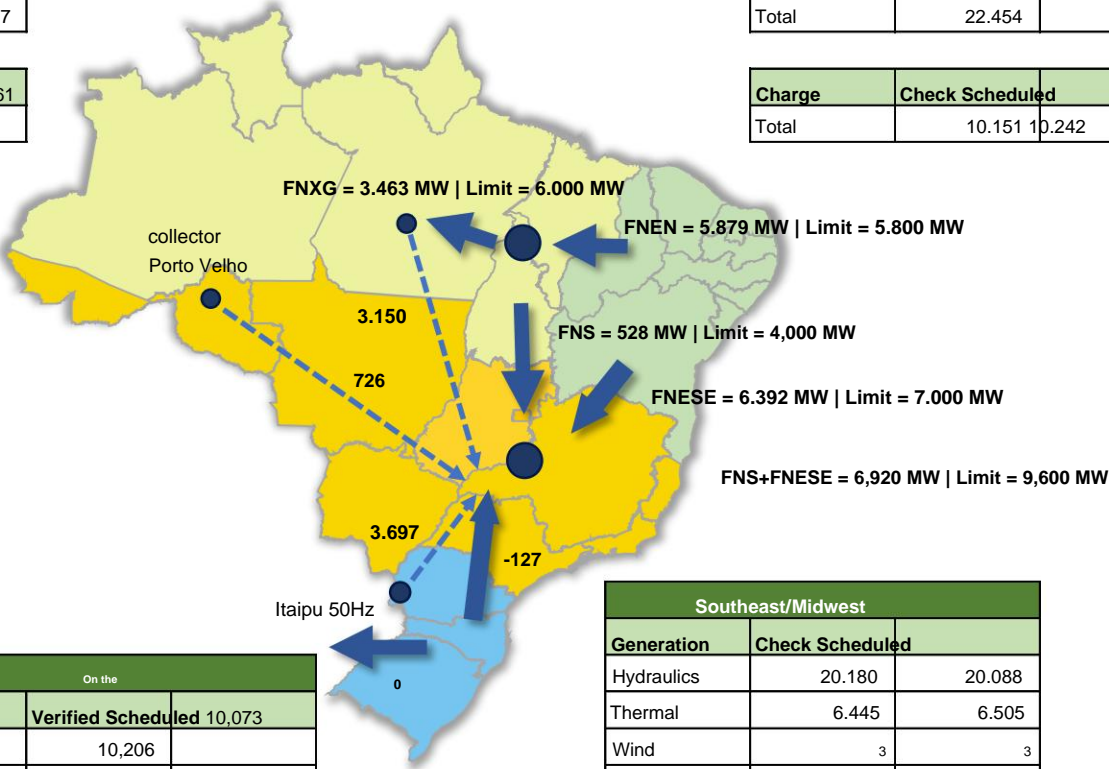 7
61
Total 22.454
Charge Check Scheduled
Total 10.151 10.242
FNXG = 3.463 MW | Limit = 6.000 MW
FNEN = 5.879 MW | Limit = 5.800 MW
collector
Porto Velho
3.150
FNS = 528 MW | Limit = 4,000 MW
726
FNESE = 6.392 MW | Limit = 7.000 MW
FNS+FNESE = 6,920 MW | Limit = 9,600 MW
3.697
-127
Itaipu 50Hz
0
Southeast/Midwest
Generation Check Scheduled
Hydraulics 20.180 20.088
Thermal 6.445 6.505
Wind 3 3
On the
Verified Scheduled 10,073
10,206